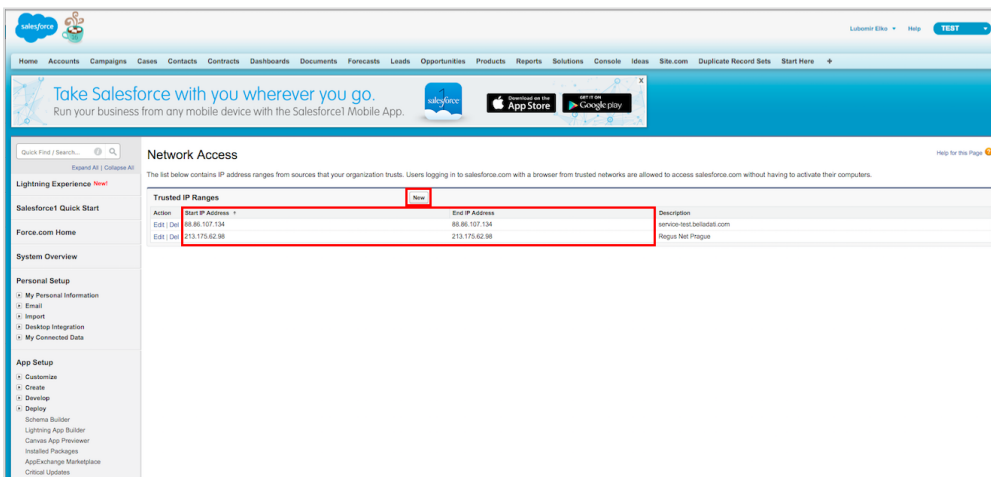 salesforce
Lubomir Elko Help TEST
Home Accounts Campaigns Cases Contacts Contracts Dashboards Documents Forecasts Leads Opportunities Products Reports Solutions Console Ideas Site.com Duplicate Record Sets Start Here +
Take Salesforce with you wherever you go.
Run your business from any mobile device with the Salesforce1 Mobile App.
salesforce
Download on the App Store
GET IT ON Google play
X
Quick Find / Search...
Expand All | Collapse All
Lightning Experience New!
Salesforce1 Quick Start
Force.com Home
System Overview
Personal Setup
My Personal Information
Email
Import
Desktop Integration
My Connected Data
App Setup
Customize
Create
Develop
Deploy
Schema Builder
Lightning App Builder
Canvas App Previewer
Installed Packages
AppExchange Marketplace
Critical Updates
Network Access
Help for this Page ?
The list below contains IP address ranges from sources that your organization trusts. Users logging in to salesforce.com with a browser from trusted networks are allowed to access salesforce.com without having to activate their computers.
Trusted IP Ranges New
Action Start IP Address ↑ End IP Address Description
Edit | Del 88.86.107.134 88.86.107.134 service-test.belladati.com
Edit | Del 213.175.62.98 213.175.62.98 Regus Net Prague